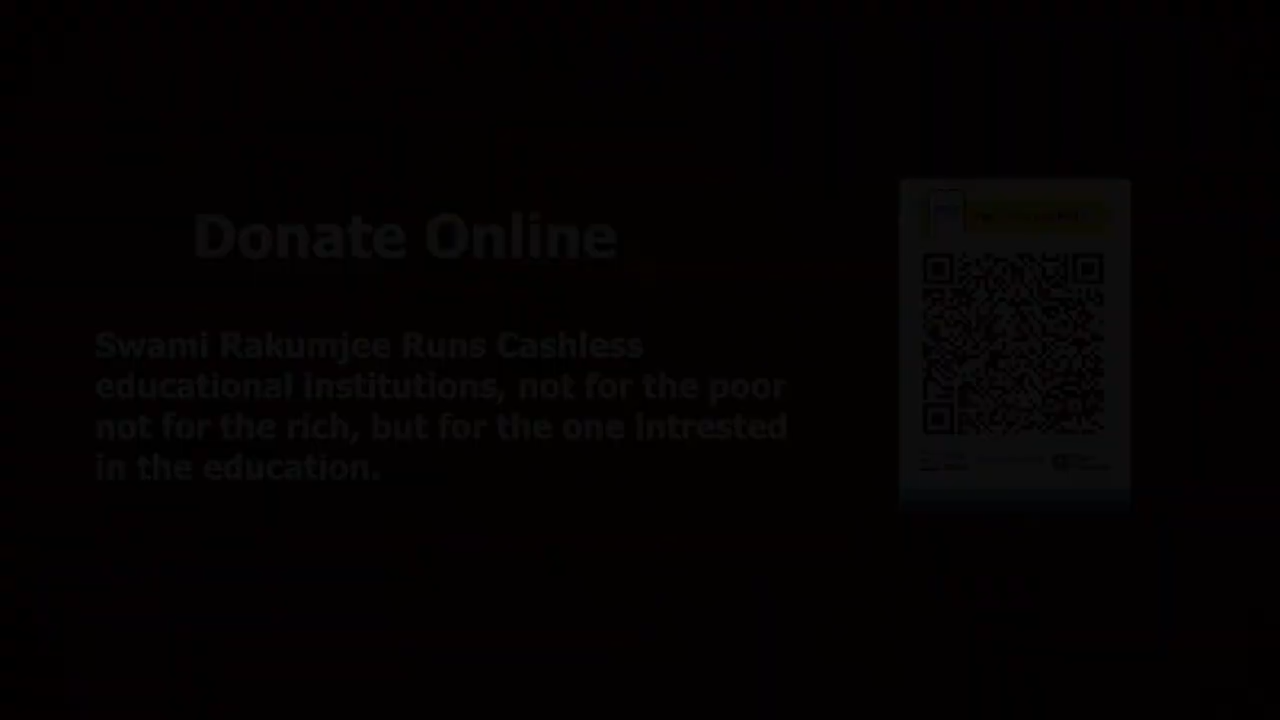 Donate Online
Swami Rakumjee Runs Cashless
educational institutions, not for the poor
not for the rich, but for the one intrested
in the education.